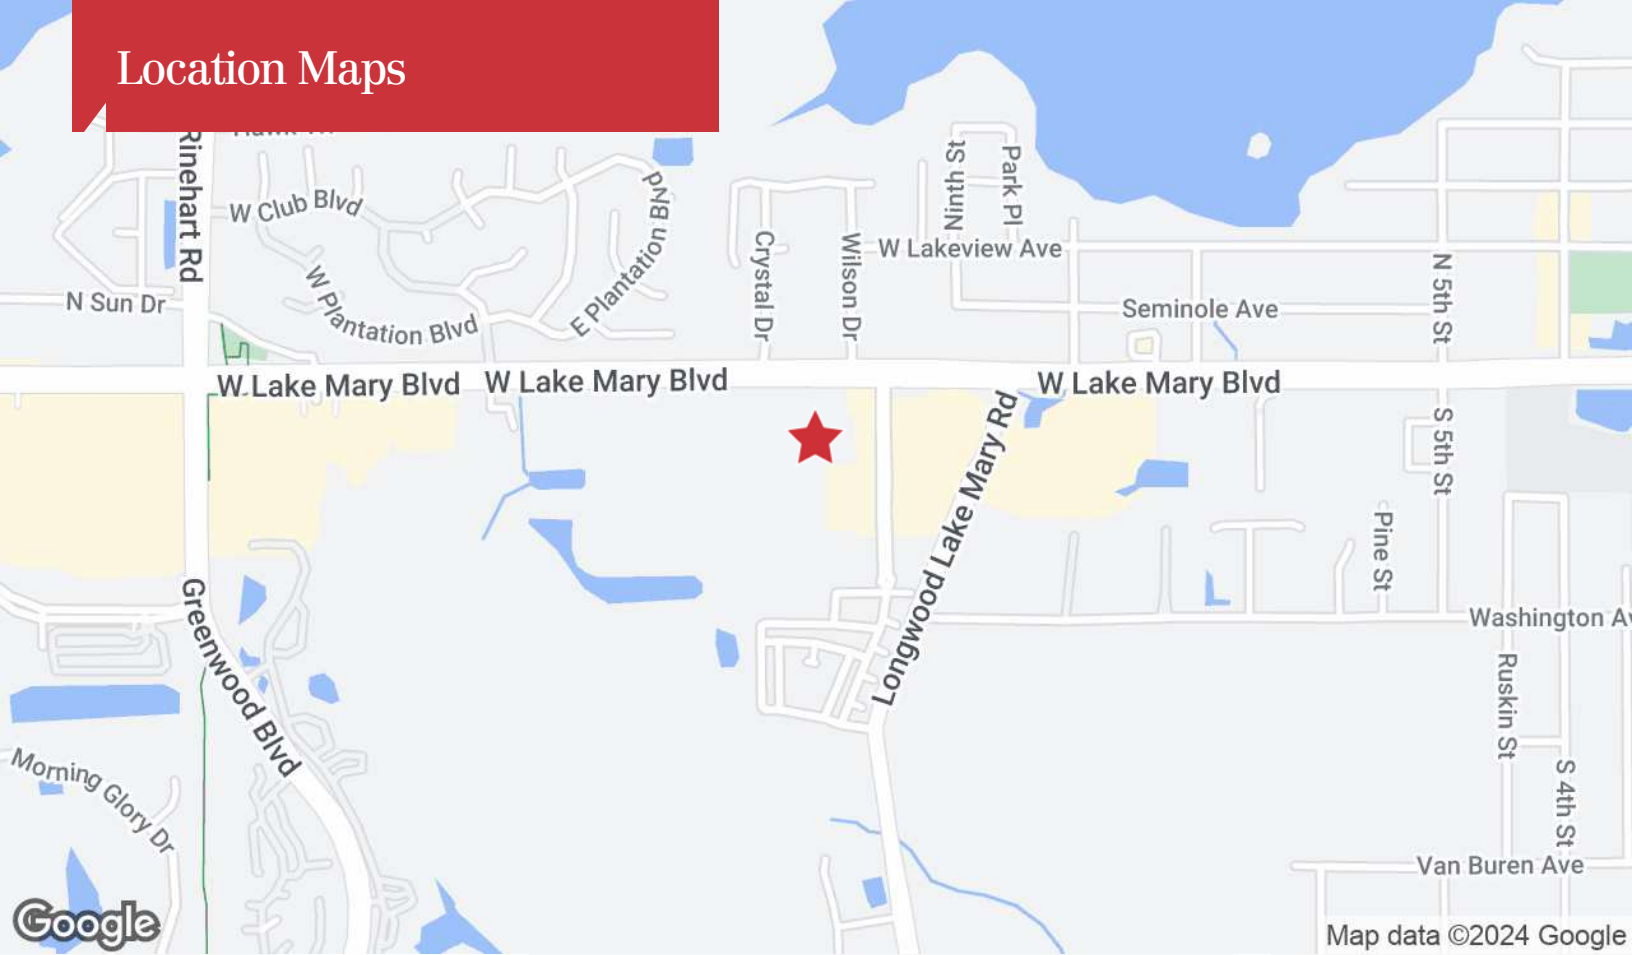 Location Maps
Rinehart Rd
W Club Blvd
N Sun Dr
W Plantation Blvd
E Plantation Blvd
Crystal Dr
Wilson Dr
Ninth St
Park Pl
W Lakeview Ave
Seminole Ave
N 5th St
W Lake Mary Blvd
W Lake Mary Blvd
W Lake Mary Blvd
Longwood Lake Mary Rd
S 5th St
Pine St
Washington Av
Greenwood Blvd
Ruskin St
S 4th St
Morning Glory Dr
Van Buren Ave
Google
Map data ©2024 Google